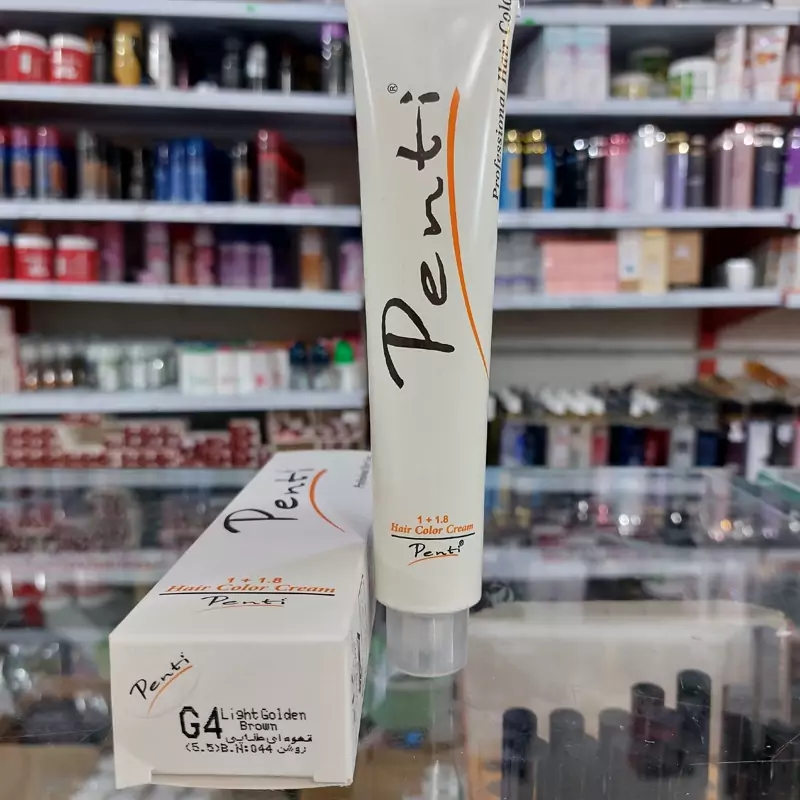 Penti®
Professional Hair Colo
1 + 1.8
Hair Color Cream
Penti®
Penti
1 + 1.8
Hair Color Cream
Penti
Penti
G4 Light Golden
Brown
قهوه ای طلایی
روشن (5.5) B.N:044